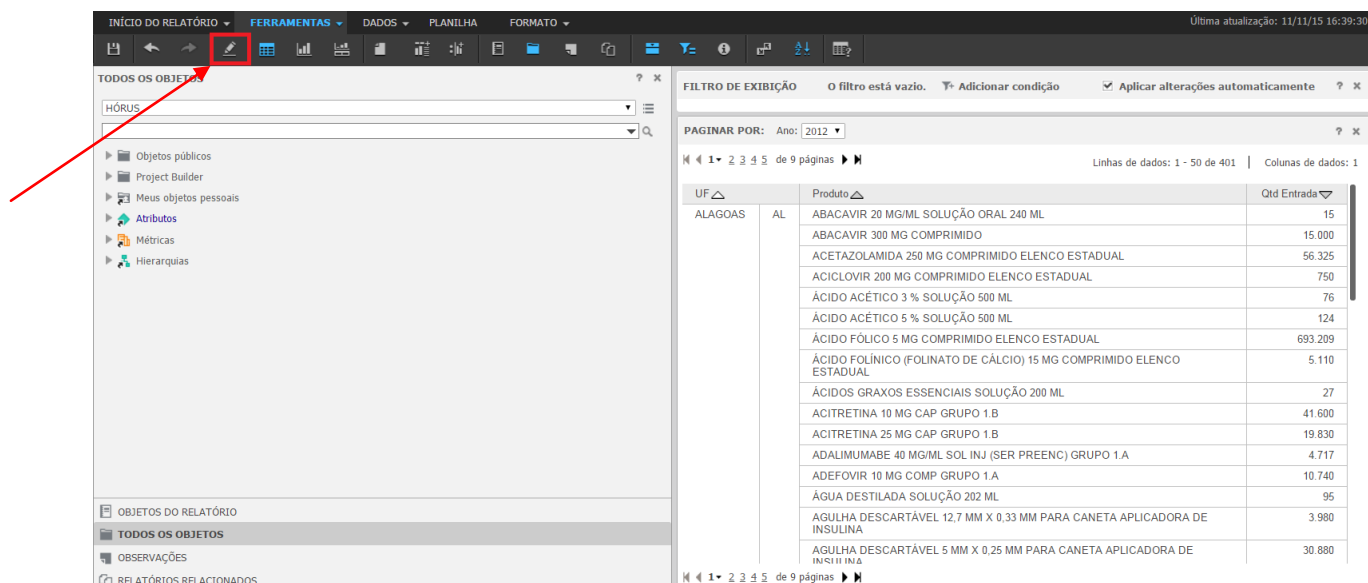 INÍCIO DO RELATÓRIO FERRAMENTAS DADOS PLANILHA FORMATO Última atualização: 11/11/15 16:39:30
TODOS OS OBJETOS ? x
HÓRUS
Objetos públicos
Project Builder
Meus objetos pessoais
Atributos
Métricas
Hierarquias
OBJETOS DO RELATÓRIO
TODOS OS OBJETOS
OBSERVAÇÕES
RELATÓRIOS RELACIONADOS
FILTRO DE EXIBIÇÃO O filtro está vazio. Adicionar condição Aplicar alterações automaticamente ? x
PAGINAR POR: Ano: 2012 ? x
1 2 3 4 5 de 9 páginas Linhas de dados: 1 - 50 de 401 | Colunas de dados: 1
UF Produto Qtd Entrada
ALAGOAS AL ABACAVIR 20 MG/ML SOLUÇÃO ORAL 240 ML 15
ABACAVIR 300 MG COMPRIMIDO 15.000
ACETAZOLAMIDA 250 MG COMPRIMIDO ELENCO ESTADUAL 56.325
ACICLOVIR 200 MG COMPRIMIDO ELENCO ESTADUAL 750
ÁCIDO ACÉTICO 3 % SOLUÇÃO 500 ML 76
ÁCIDO ACÉTICO 5 % SOLUÇÃO 500 ML 124
ÁCIDO FÓLICO 5 MG COMPRIMIDO ELENCO ESTADUAL 693.209
ÁCIDO FOLÍNICO (FOLINATO DE CÁLCIO) 15 MG COMPRIMIDO ELENCO 5.110
ESTADUAL
ÁCIDOS GRAXOS ESSENCIAIS SOLUÇÃO 200 ML 27
ACITRETINA 10 MG CAP GRUPO 1.B 41.600
ACITRETINA 25 MG CAP GRUPO 1.B 19.830
ADALIMUMABE 40 MG/ML SOL INJ (SER PREENC) GRUPO 1.A 4.717
ADEFOVIR 10 MG COMP GRUPO 1.A 10.740
ÁGUA DESTILADA SOLUÇÃO 202 ML 95
AGULHA DESCARTÁVEL 12,7 MM X 0,33 MM PARA CANETA APLICADORA DE 3.980
INSULINA
AGULHA DESCARTÁVEL 5 MM X 0,25 MM PARA CANETA APLICADORA DE 30.880
INSULINA
1 2 3 4 5 de 9 páginas